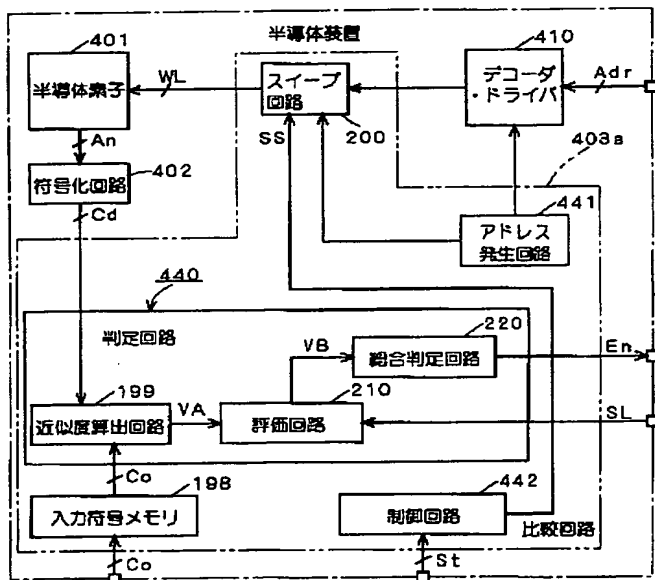 半導体装置
401
半導体素子
WL
スイープ
回路
200
410
デコーダ
・ドライバ
Adr
An
SS
403a
符号化回路
402
441
アドレス
発生回路
Cd
440
判定回路
VB
220
総合判定回路
En
199
近似度算出回路
VA
210
評価回路
SL
Co
198
入力符号メモリ
442
制御回路
比較回路
Co
St